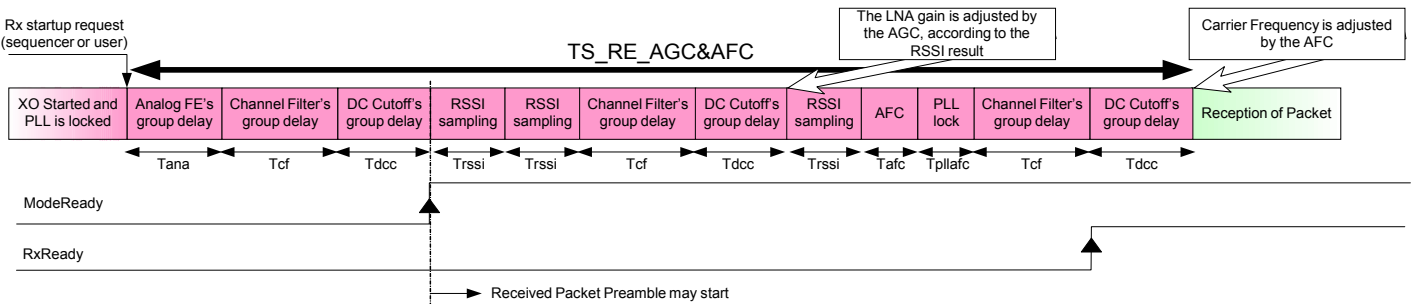 Rx startup request
(sequencer or user)
The LNA gain is adjusted by
the AGC, according to the
RSSI result
Carrier Frequency is adjusted
by the AFC
TS_RE_AGC&AFC
XO Started and
PLL is locked
Analog FE's
group delay
Channel Filter's
group delay
DC Cutoff's
group delay
RSSI
sampling
RSSI
sampling
Channel Filter's
group delay
DC Cutoff's
group delay
RSSI
sampling
AFC
PLL
lock
Channel Filter's
group delay
DC Cutoff's
group delay
Reception of Packet
Tana
Tcf
Tdcc
Trssi
Trssi
Tcf
Tdcc
Trssi
Tafc
Tpllafc
Tcf
Tdcc
ModeReady
RxReady
Received Packet Preamble may start